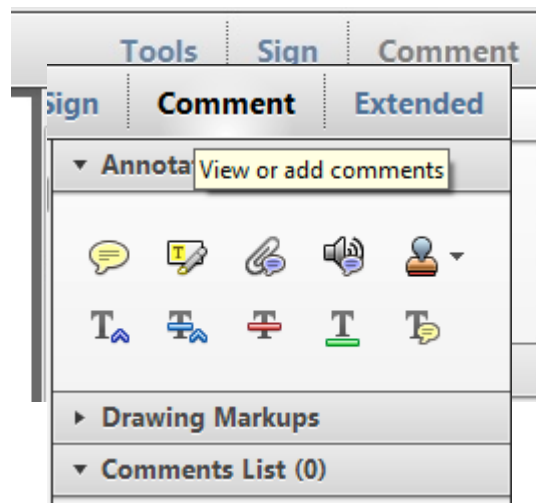 Tools Sign Comment
Sign Comment Extended
Annota
View or add comments
Drawing Markups
Comments List (0)